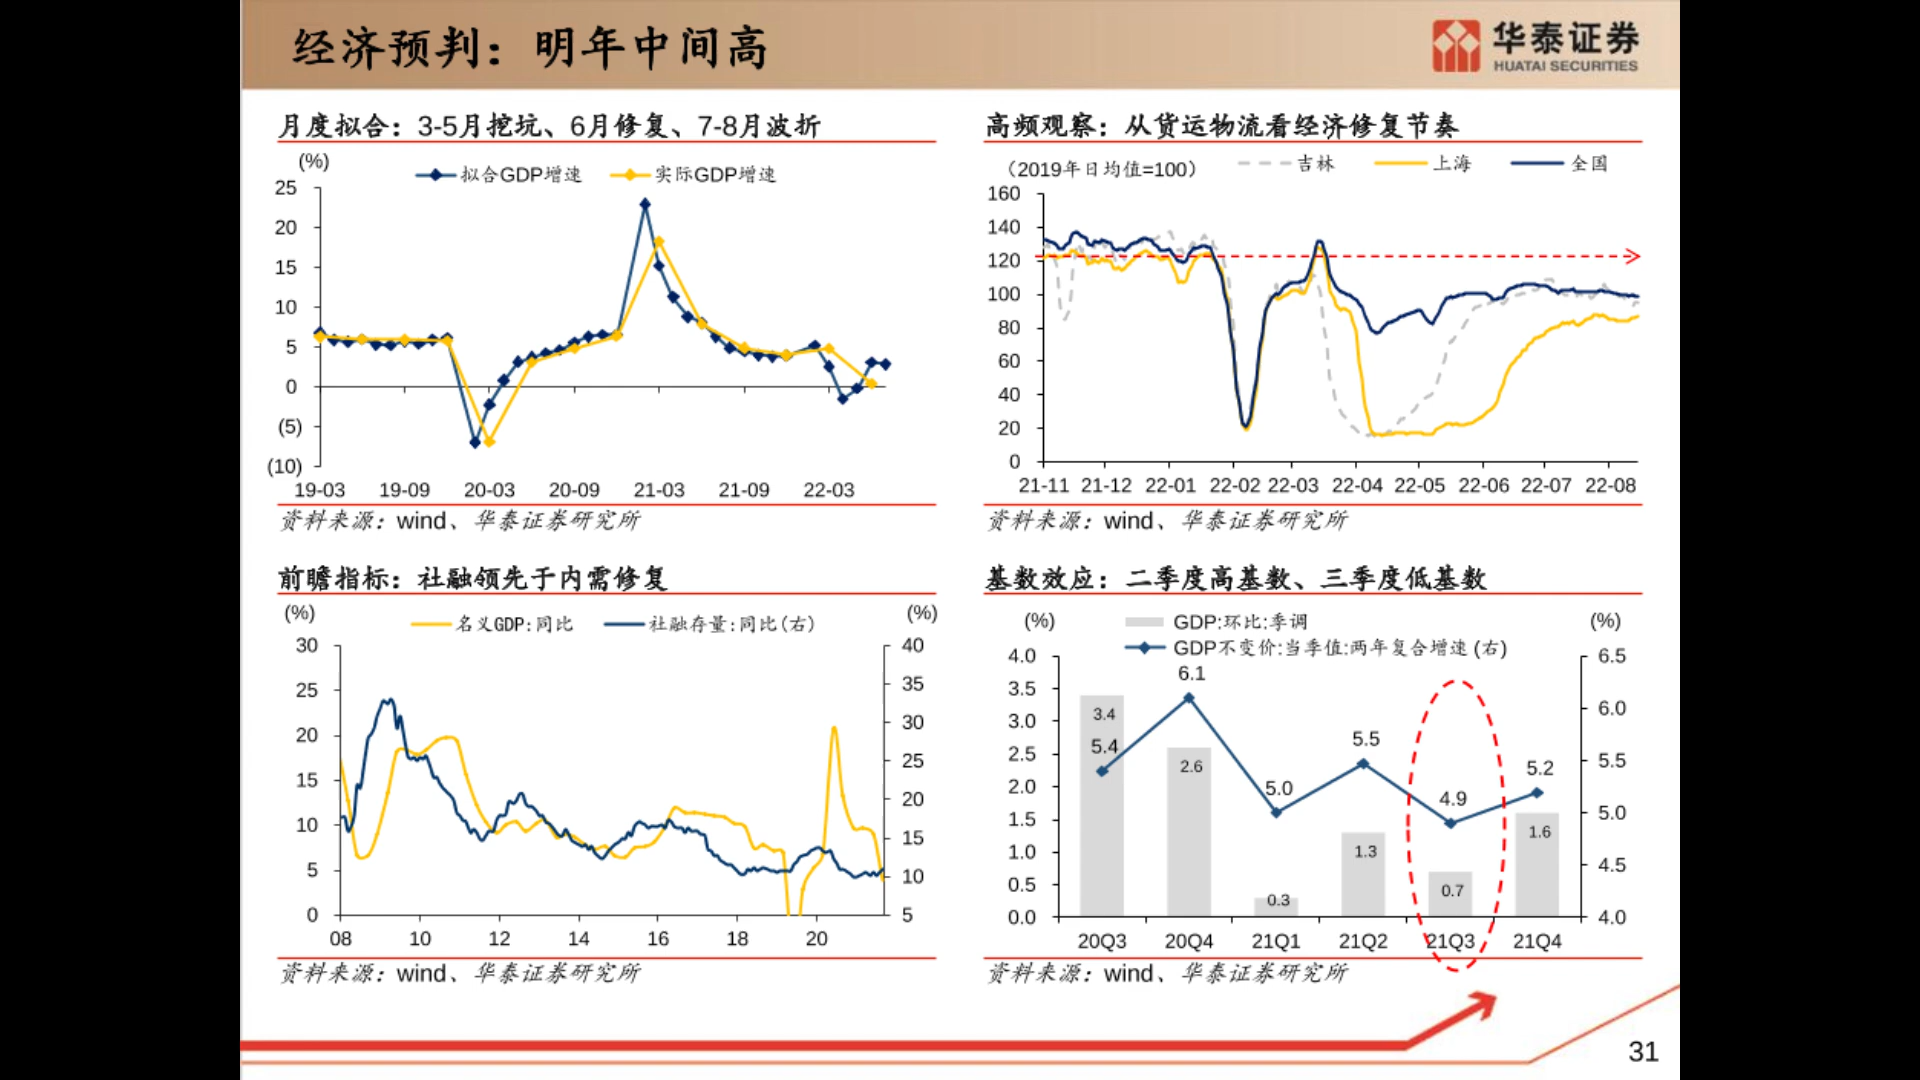 经济预判：明年中间高
华泰证券
HUATAI SECURITIES
月度拟合：3-5月挖坑、6月修复、7-8月波折
(%)
拟合GDP增速
实际GDP增速
25
20
15
10
5
0
(5)
(10)
19-03 19-09 20-03 20-09 21-03 21-09 22-03
资料来源：wind、华泰证券研究所
高频观察：从货运物流看经济修复节奏
（2019年日均值=100）
吉林 上海 全国
160
140
120
100
80
60
40
20
0
21-11 21-12 22-01 22-02 22-03 22-04 22-05 22-06 22-07 22-08
资料来源：wind、华泰证券研究所
前瞻指标：社融领先于内需修复
(%) (%)
名义GDP:同比 社融存量:同比(右)
30 40
25 35
20 30
15 25
10 20
5 15
0 10
5
08 10 12 14 16 18 20
资料来源：wind、华泰证券研究所
基数效应：二季度高基数、三季度低基数
(%) (%)
GDP:环比:季调
GDP不变价:当季值:两年复合增速 (右)
4.0 6.5
3.5 6.0
3.0 5.5
2.5 5.0
2.0 4.5
1.5 4.0
1.0
0.5
0.0
3.4 2.6 0.3 1.3 0.7 1.6
5.4 6.1 5.0 5.5 4.9 5.2
20Q3 20Q4 21Q1 21Q2 21Q3 21Q4
资料来源：wind、华泰证券研究所
31